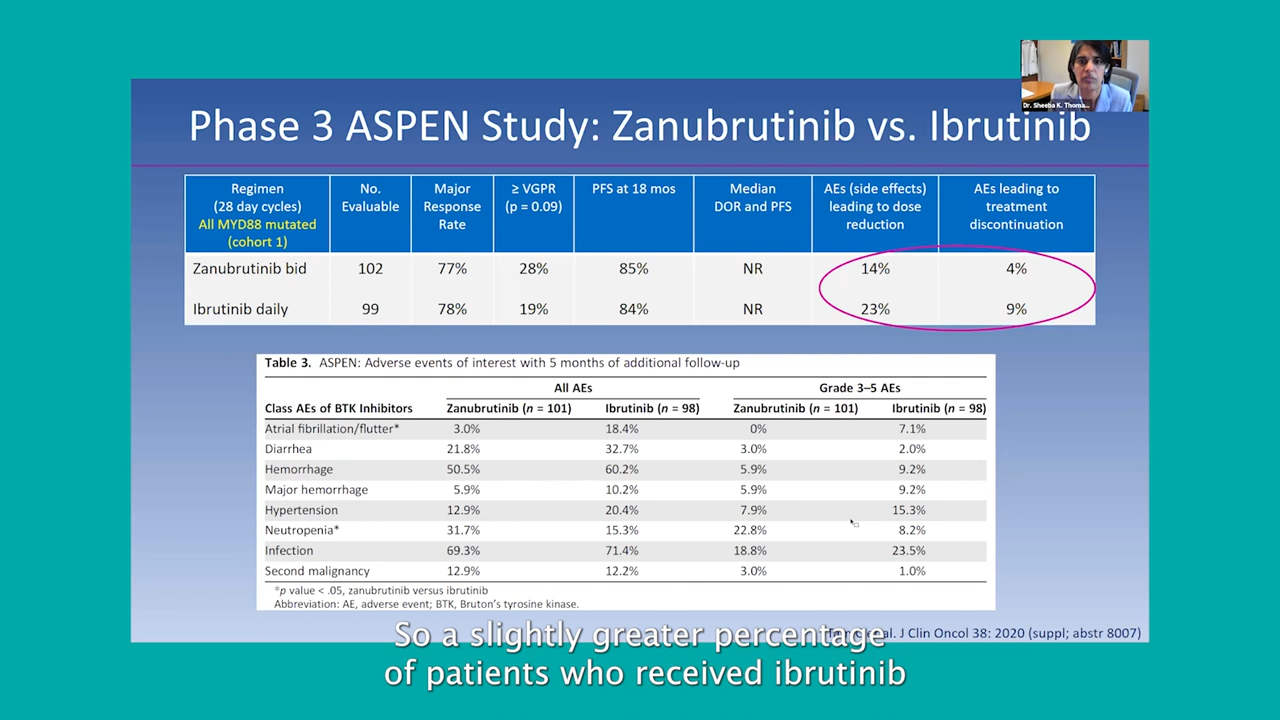 Dr. Sheeba K. Thoma...
Phase 3 ASPEN Study: Zanubrutinib vs. Ibrutinib
Regimen (28 day cycles) All MYD88 mutated (cohort 1) No. Evaluable Major Response Rate ≥ VGPR (p = 0.09) PFS at 18 mos Median DOR and PFS AEs (side effects) leading to dose reduction AEs leading to treatment discontinuation
Zanubrutinib bid 102 77% 28% 85% NR 14% 4%
Ibrutinib daily 99 78% 19% 84% NR 23% 9%
Table 3. ASPEN: Adverse events of interest with 5 months of additional follow-up
All AEs Grade 3–5 AEs
Class AEs of BTK Inhibitors Zanubrutinib (n = 101) Ibrutinib (n = 98) Zanubrutinib (n = 101) Ibrutinib (n = 98)
Atrial fibrillation/flutter* 3.0% 18.4% 0% 7.1%
Diarrhea 21.8% 32.7% 3.0% 2.0%
Hemorrhage 50.5% 60.2% 5.9% 9.2%
Major hemorrhage 5.9% 10.2% 5.9% 9.2%
Hypertension 12.9% 20.4% 7.9% 15.3%
Neutropenia* 31.7% 15.3% 22.8% 8.2%
Infection 69.3% 71.4% 18.8% 23.5%
Second malignancy 12.9% 12.2% 3.0% 1.0%
*p value < .05, zanubrutinib versus ibrutinib
Abbreviation: AE, adverse event; BTK, Bruton's tyrosine kinase.
al. J Clin Oncol 38: 2020 (suppl; abstr 8007)
So a slightly greater percentage
of patients who received ibrutinib